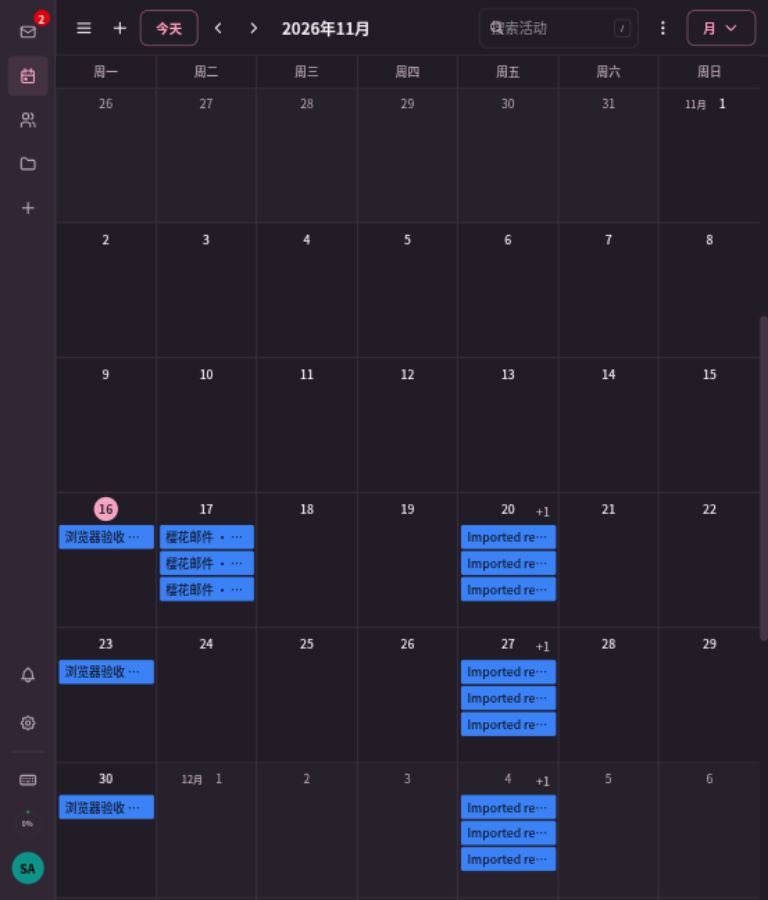 2
今天
2026年11月
搜索活动
/
月
周一 周二 周三 周四 周五 周六 周日
26 27 28 29 30 31 11月 1
2 3 4 5 6 7 8
9 10 11 12 13 14 15
16 17 18 19 20 +1 21 22
浏览器验收 … 樱花邮件 · … Imported re…
樱花邮件 · … Imported re…
樱花邮件 · … Imported re…
23 24 25 26 27 +1 28 29
浏览器验收 … Imported re…
Imported re…
Imported re…
30 12月 1 2 3 4 +1 5 6
浏览器验收 … Imported re…
Imported re…
Imported re…
0%
SA